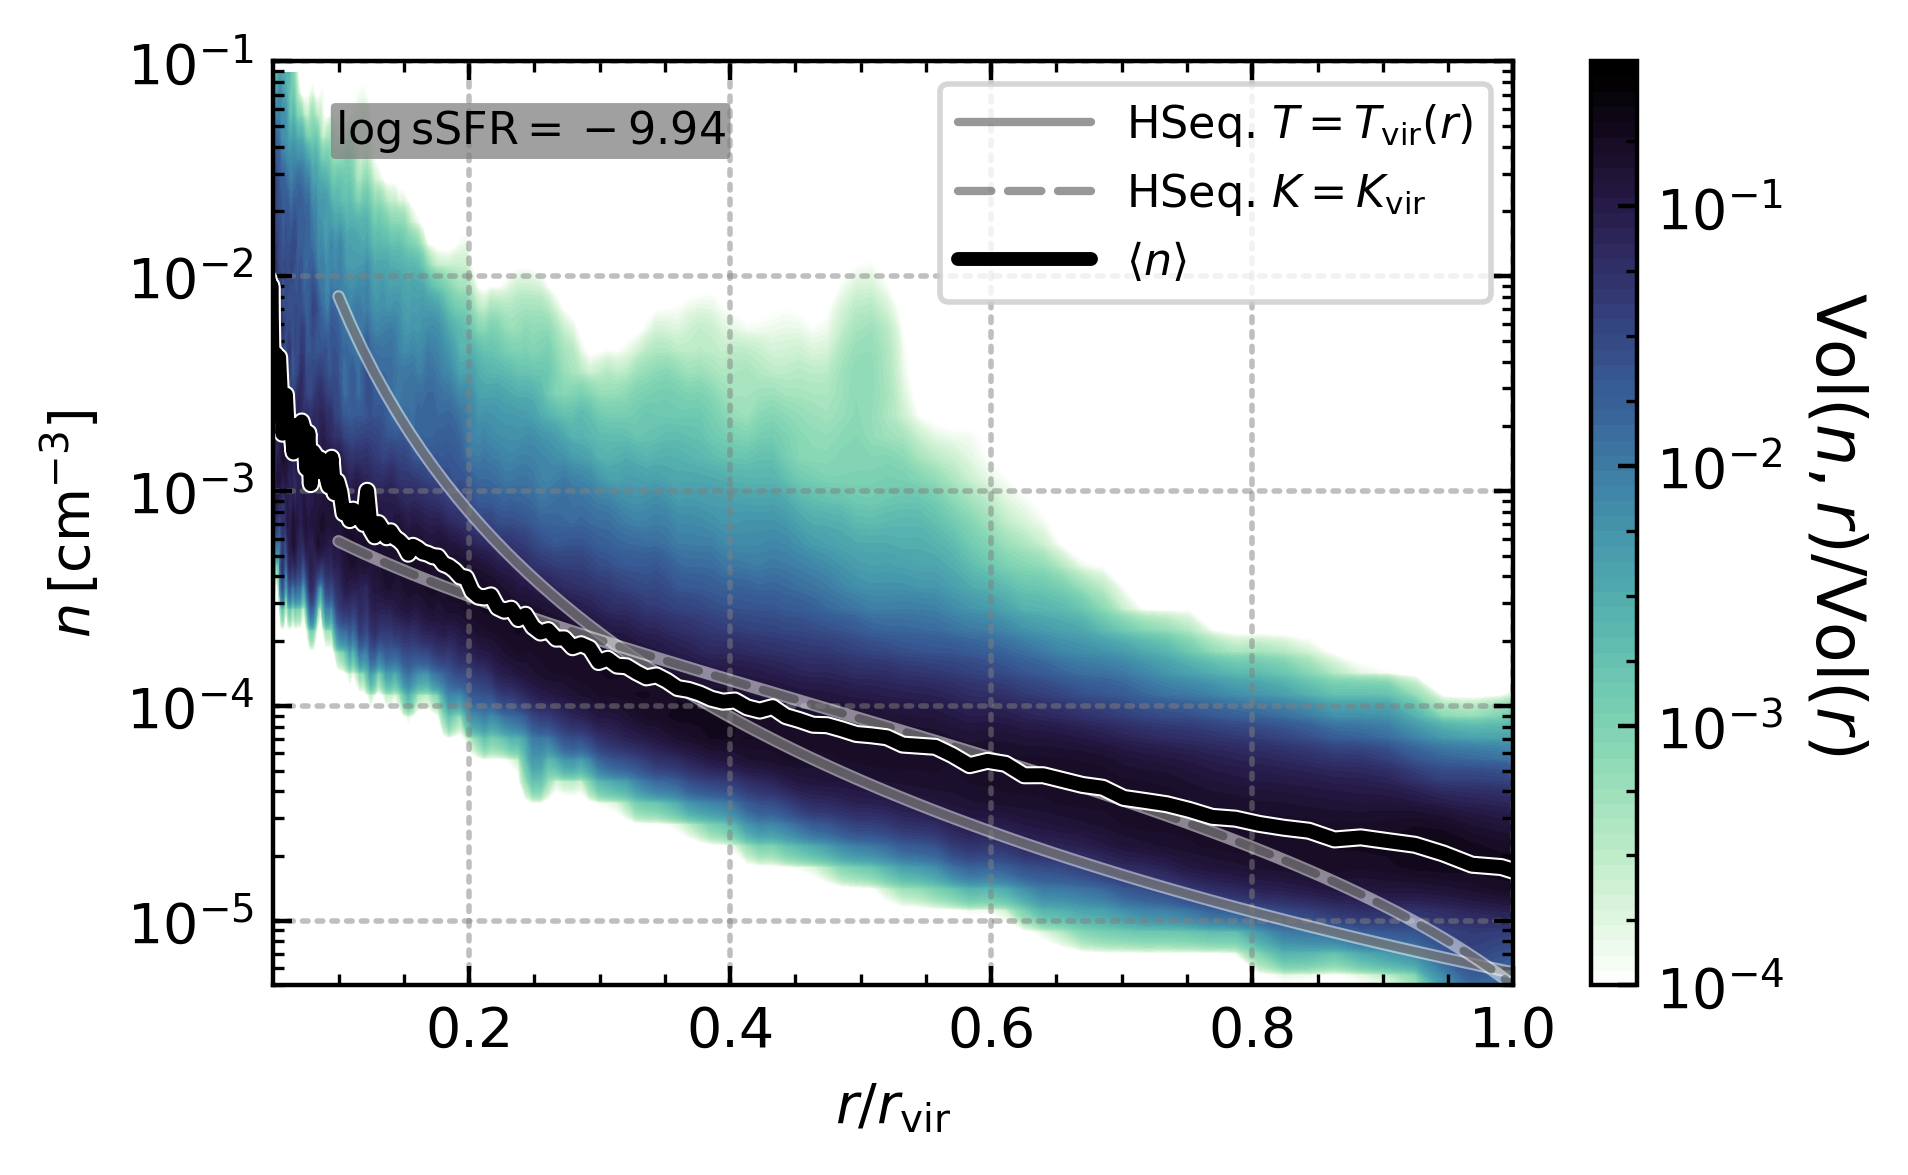 10⁻¹
10⁻²
10⁻³
10⁻⁴
10⁻⁵
n [cm⁻³]
log sSFR = −9.94
HSeq. T = T_vir(r)
HSeq. K = K_vir
⟨n⟩
0.2 0.4 0.6 0.8 1.0
r/r_vir
10⁻¹
10⁻²
10⁻³
10⁻⁴
Vol(n, r)/Vol(r)